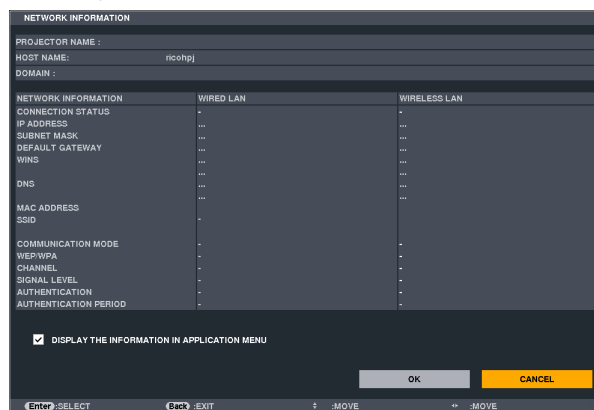 NETWORK INFORMATION
PROJECTOR NAME :
HOST NAME: ricohpj
DOMAIN :
NETWORK INFORMATION WIRED LAN WIRELESS LAN
CONNECTION STATUS - -
IP ADDRESS ... ...
SUBNET MASK ... ...
DEFAULT GATEWAY ... ...
WINS ... ...
... ...
DNS ... ...
... ...
MAC ADDRESS
SSID -
COMMUNICATION MODE - -
WEP/WPA - -
CHANNEL - -
SIGNAL LEVEL - -
AUTHENTICATION - -
AUTHENTICATION PERIOD - -
DISPLAY THE INFORMATION IN APPLICATION MENU
OK CANCEL
Enter :SELECT Back :EXIT :MOVE :MOVE